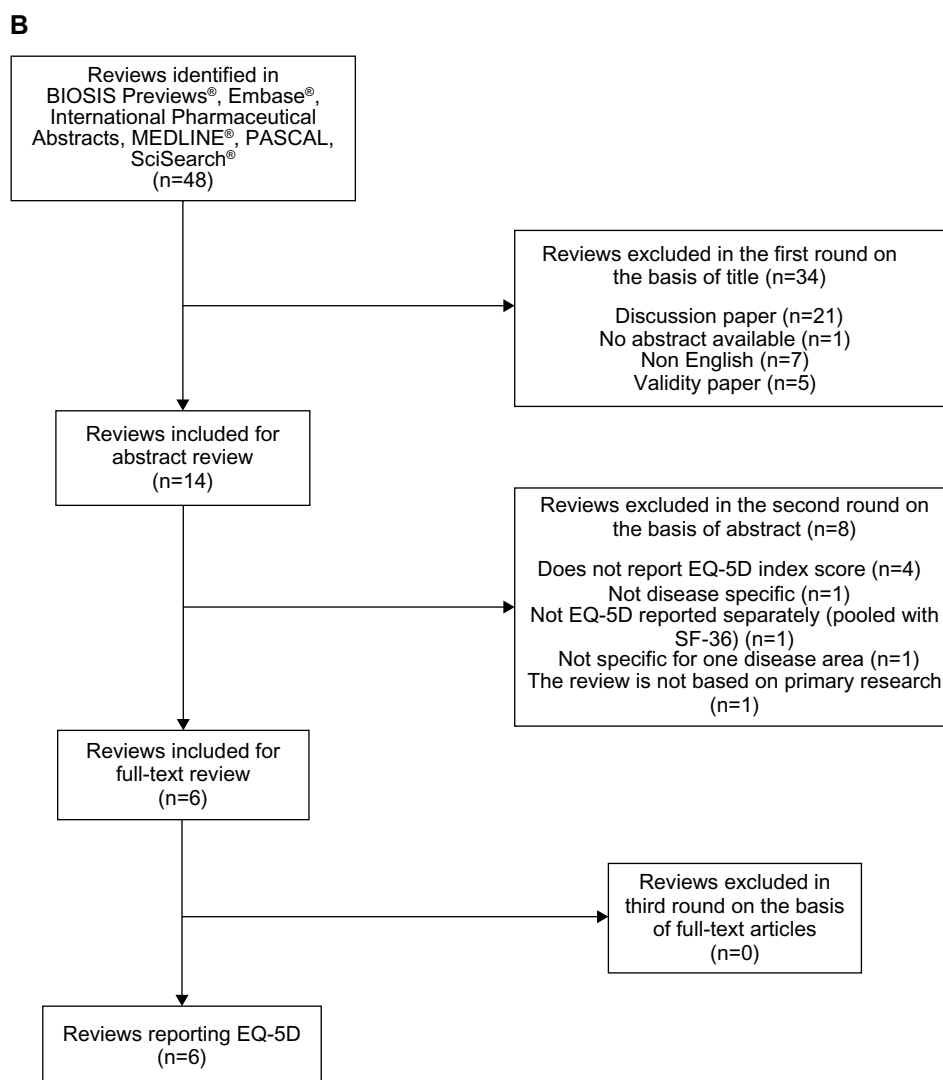 B
Reviews identified in
BIOSIS Previews®, Embase®,
International Pharmaceutical
Abstracts, MEDLINE®, PASCAL,
SciSearch®
(n=48)
Reviews excluded in the first round on
the basis of title (n=34)
Discussion paper (n=21)
No abstract available (n=1)
Non English (n=7)
Validity paper (n=5)
Reviews included for
abstract review
(n=14)
Reviews excluded in the second round on
the basis of abstract (n=8)
Does not report EQ-5D index score (n=4)
Not disease specific (n=1)
Not EQ-5D reported separately (pooled with
SF-36) (n=1)
Not specific for one disease area (n=1)
The review is not based on primary research
(n=1)
Reviews included for
full-text review
(n=6)
Reviews excluded in
third round on the basis
of full-text articles
(n=0)
Reviews reporting EQ-5D
(n=6)